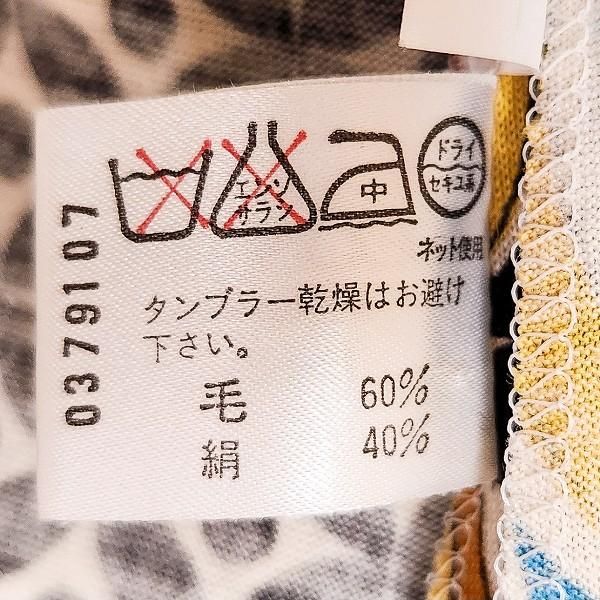 エンソ
サラシ
中
ドライ
セキユ系
ネット使用
タンブラー乾燥はお避け
下さい。
毛 60%
絹 40%
0379107